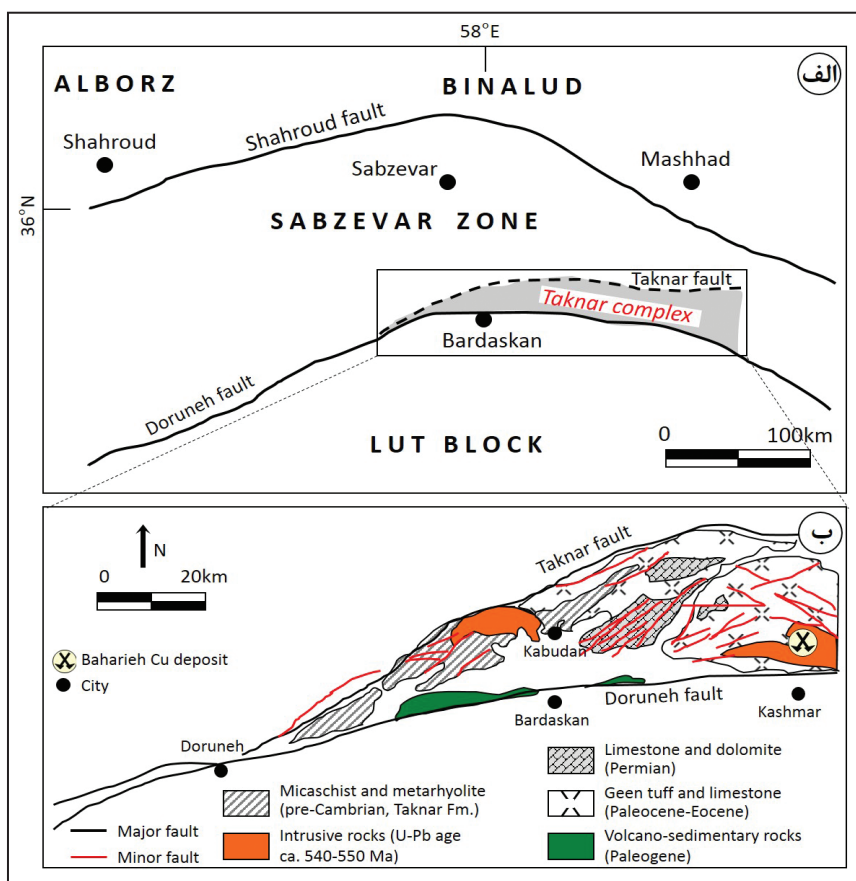 58°E
الف
ALBORZ
BINALUD
Shahroud fault
Shahroud
Sabzevar
Mashhad
36°N
SABZEVAR ZONE
Taknar fault
Taknar complex
Bardaskan
Doruneh fault
LUT BLOCK
0 100km
ب
N
0 20km
Taknar fault
Baharieh Cu deposit
City
Kabudan
Doruneh fault
Bardaskan
Kashmar
Doruneh
Micaschist and metarhyolite
(pre-Cambrian, Taknar Fm.)
Limestone and dolomite
(Permian)
Geen tuff and limestone
(Paleocene-Eocene)
Major fault
Minor fault
Intrusive rocks (U-Pb age
ca. 540-550 Ma)
Volcano-sedimentary rocks
(Paleogene)